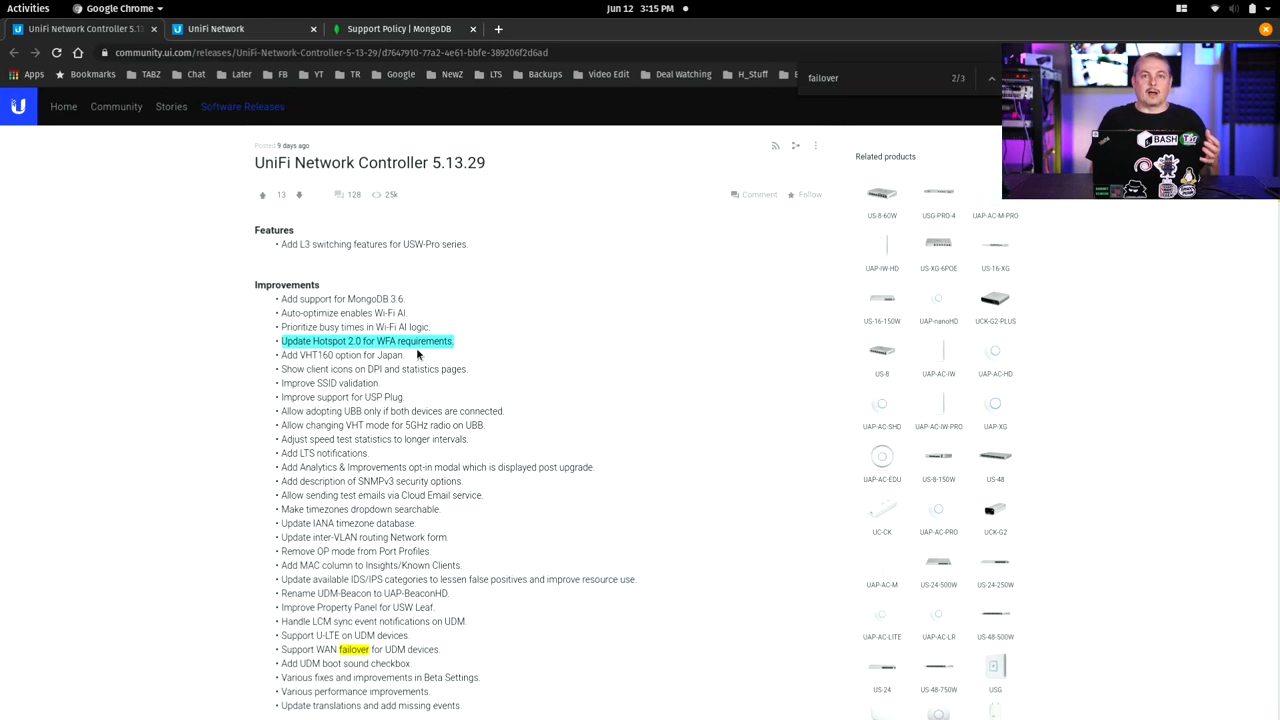 Activities Google Chrome Jun 12 3:15 PM
UniFi Network Controller 5.13 UniFi Network Support Policy | MongoDB
community.ui.com/releases/UniFi-Network-Controller-5-13-29/d7647910-77a2-4e61-bbfe-389206f2d6ad
Apps Bookmarks TABZ Chat Later FB LTR TR Google NewZ LTS Backups Video Edit Deal Watching H_3ll
failover 2/3
Home Community Stories Software Releases
Posted 9 days ago
UniFi Network Controller 5.13.29
13 128 25k Comment Follow
Features
• Add L3 switching features for USW-Pro series.
Improvements
• Add support for MongoDB 3.6.
• Auto-optimize enables Wi-Fi AI.
• Prioritize busy times in Wi-Fi AI logic.
• Update Hotspot 2.0 for WFA requirements.
• Add VHT160 option for Japan.
• Show client icons on DPI and statistics pages.
• Improve SSID validation.
• Improve support for USP Plug.
• Allow adopting UBB only if both devices are connected.
• Allow changing VHT mode for 5GHz radio on UBB.
• Adjust speed test statistics to longer intervals.
• Add LTS notifications.
• Add Analytics & Improvements opt-in modal which is displayed post upgrade.
• Add description of SNMPv3 security options.
• Allow sending test emails via Cloud Email service.
• Make timezones dropdown searchable.
• Update IANA timezone database.
• Update inter-VLAN routing Network form.
• Remove OP mode from Port Profiles.
• Add MAC column to Insights/Known Clients.
• Update available IDS/IPS categories to lessen false positives and improve resource use.
• Rename UDM-Beacon to UAP-BeaconHD.
• Improve Property Panel for USW Leaf.
LCM sync event notifications on UDM.
• Support U-LTE on UDM devices.
• Support WAN failover for UDM devices.
• Add UDM boot sound checkbox.
• Various fixes and improvements in Beta Settings.
• Various performance improvements.
• Update translations and add missing events.
Related products
US-8-60W USG-PRO-4 UAP-AC-M-PRO
UAP-IW-HD US-XG-6POE US-16-XG
US-16-150W UAP-nanoHD UCK-G2-PLUS
US-8 UAP-AC-IW UAP-AC-HD
UAP-AC-SHD UAP-AC-IW-PRO UAP-XG
UAP-AC-EDU US-8-150W US-48
UC-CK UAP-AC-PRO UCK-G2
UAP-AC-M US-24-500W US-24-250W
UAP-AC-LITE UAP-AC-LR US-48-500W
US-24 US-48-750W USG
BASH